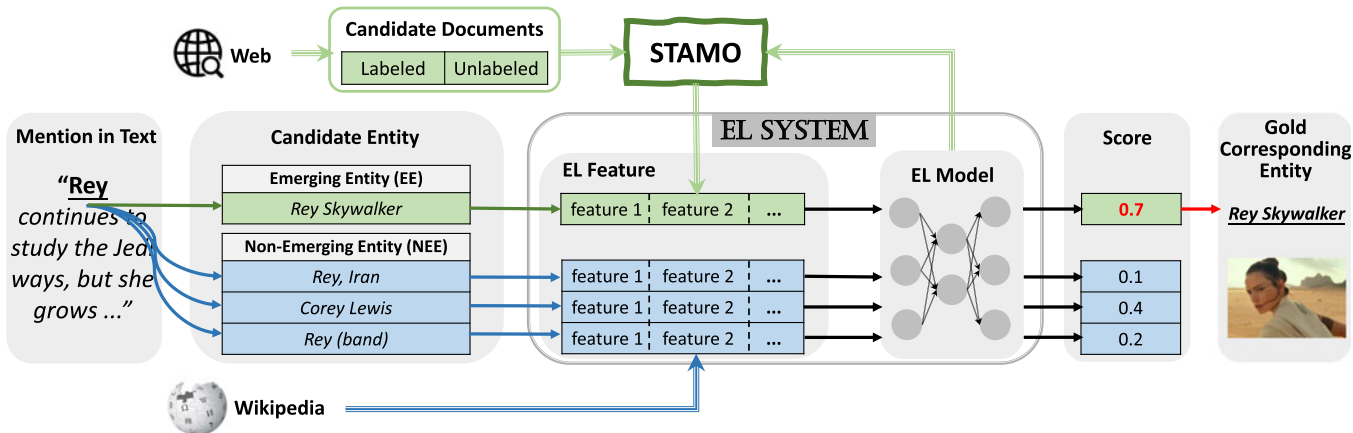 Web
Candidate Documents
Labeled Unlabeled
STAMO
EL SYSTEM
Mention in Text
“Rey
continues to
study the Jedi
ways, but she
grows ...”
Candidate Entity
Emerging Entity (EE)
Rey Skywalker
Non-Emerging Entity (NEE)
Rey, Iran
Corey Lewis
Rey (band)
EL Feature
feature 1 feature 2 ...
feature 1 feature 2 ...
feature 1 feature 2 ...
feature 1 feature 2 ...
EL Model
Score
0.7
0.1
0.4
0.2
Gold
Corresponding
Entity
Rey Skywalker
Wikipedia